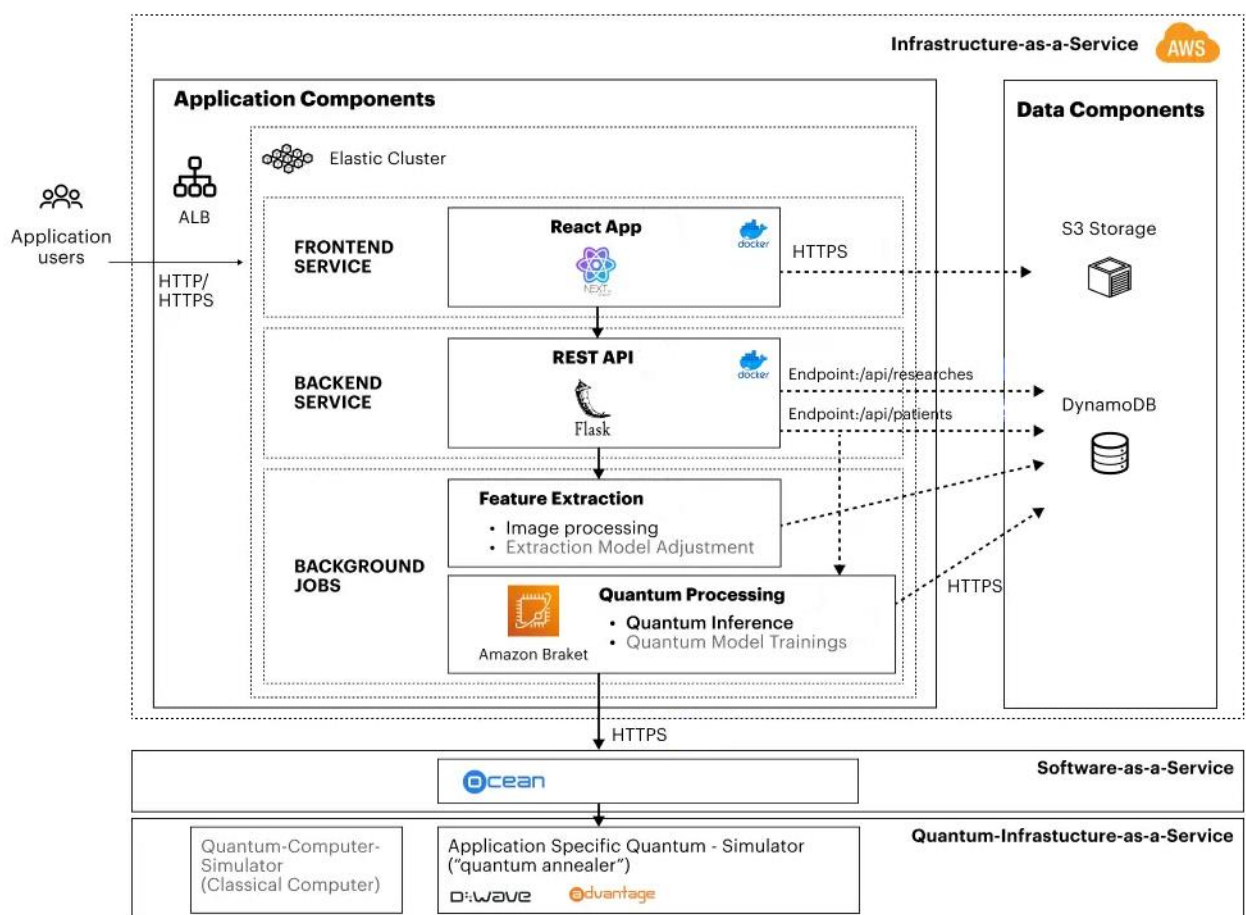 Infrastructure-as-a-Service
AWS
Application Components
Data Components
Elastic Cluster
ALB
Application
users
HTTP/
HTTPS
FRONTEND
SERVICE
React App
docker
NEXT
HTTPS
S3 Storage
BACKEND
SERVICE
REST API
docker
Flask
Endpoint:/api/researches
Endpoint:/api/patients
DynamoDB
BACKGROUND
JOBS
Feature Extraction
• Image processing
• Extraction Model Adjustment
Quantum Processing
• Quantum Inference
• Quantum Model Trainings
Amazon Braket
HTTPS
HTTPS
Software-as-a-Service
ocean
Quantum-Infrastucture-as-a-Service
Quantum-Computer-
Simulator
(Classical Computer)
Application Specific Quantum - Simulator
("quantum annealer")
D:wave
advantage